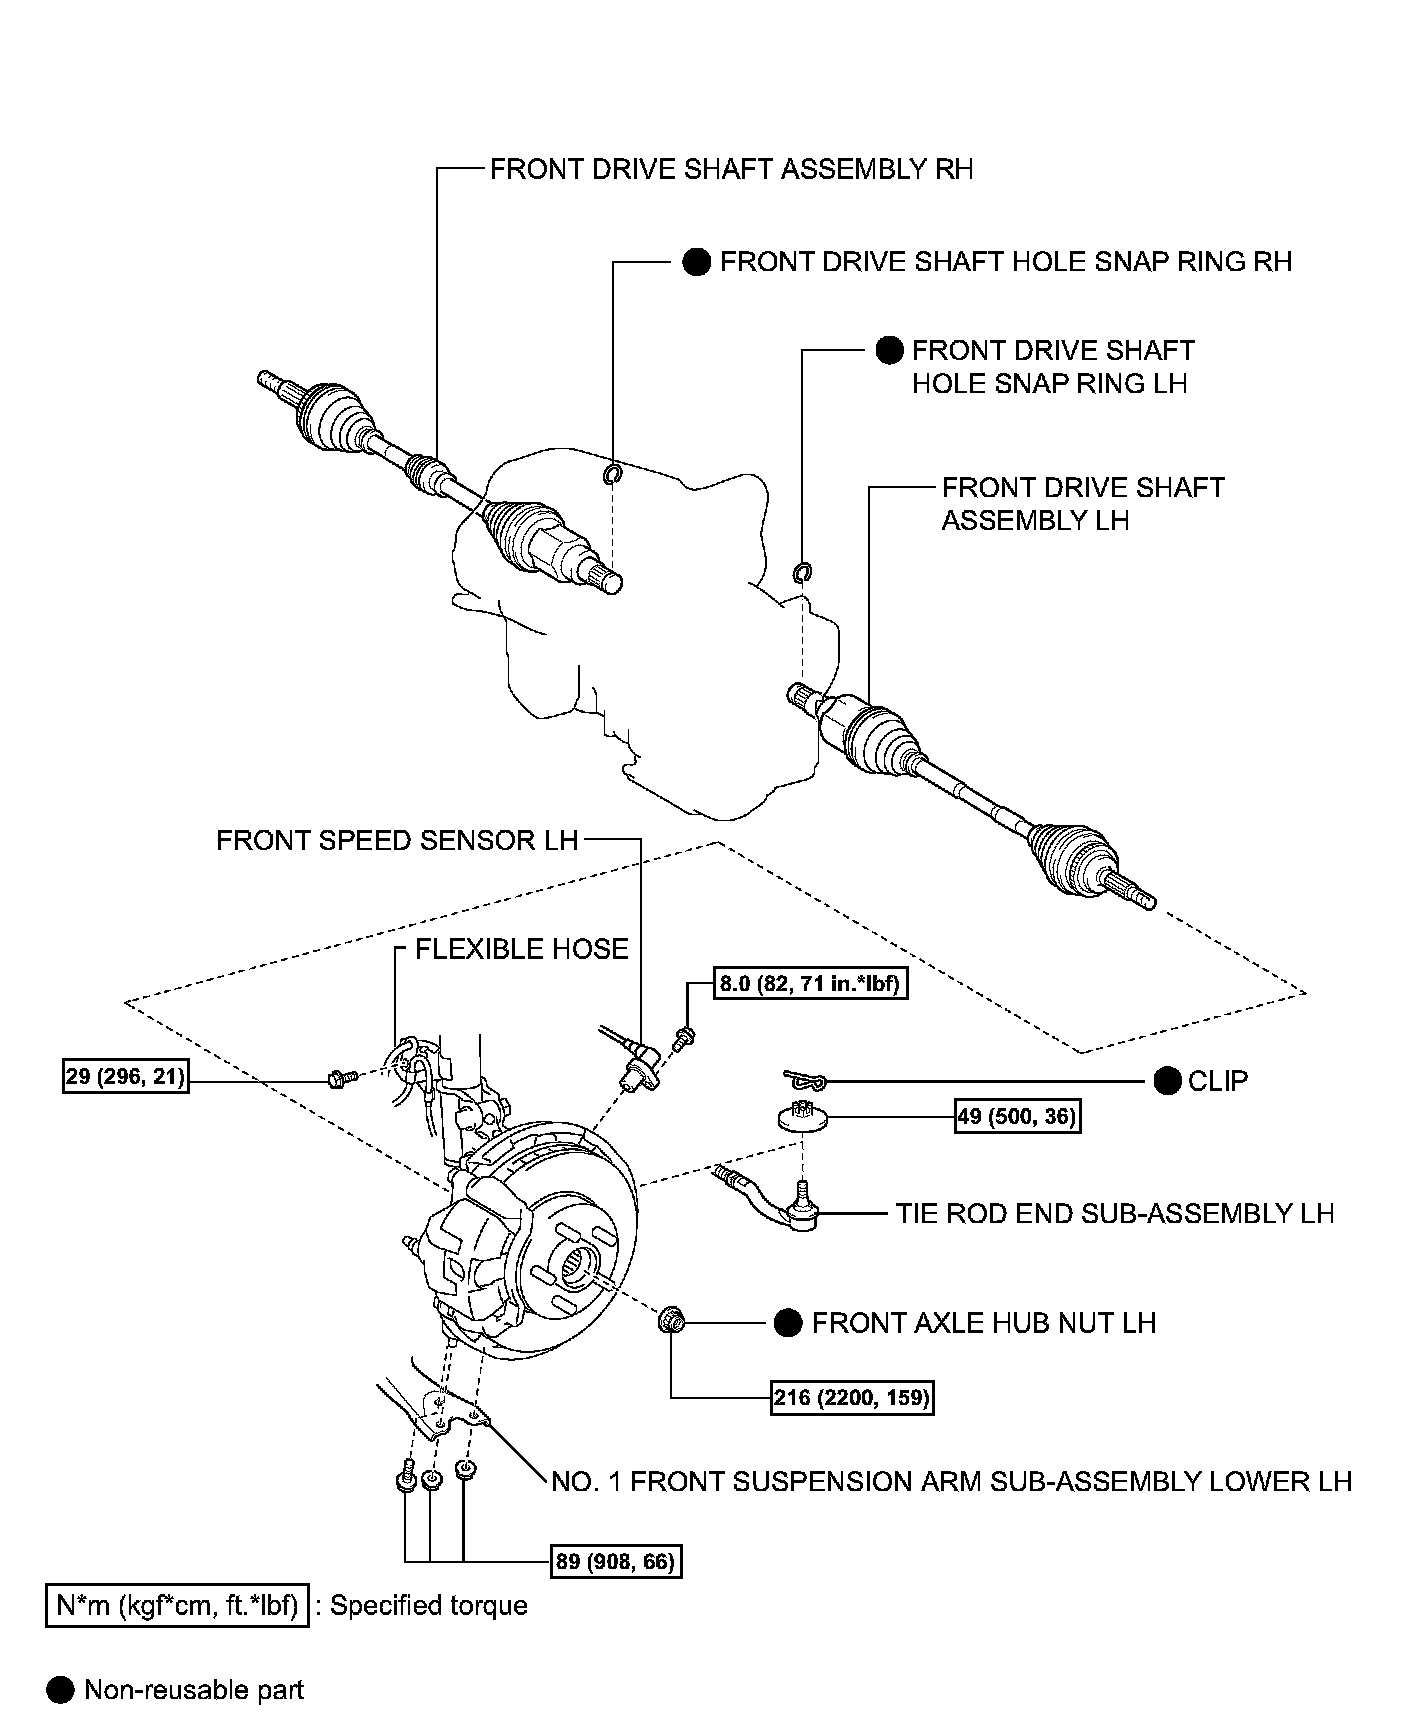 FRONT DRIVE SHAFT ASSEMBLY RH
FRONT DRIVE SHAFT HOLE SNAP RING RH
FRONT DRIVE SHAFT
HOLE SNAP RING LH
FRONT DRIVE SHAFT
ASSEMBLY LH
FRONT SPEED SENSOR LH
FLEXIBLE HOSE
8.0 (82, 71 in.*lbf)
29 (296, 21)
CLIP
49 (500, 36)
TIE ROD END SUB-ASSEMBLY LH
FRONT AXLE HUB NUT LH
216 (2200, 159)
NO. 1 FRONT SUSPENSION ARM SUB-ASSEMBLY LOWER LH
89 (908, 66)
N*m (kgf*cm, ft.*lbf) : Specified torque
Non-reusable part